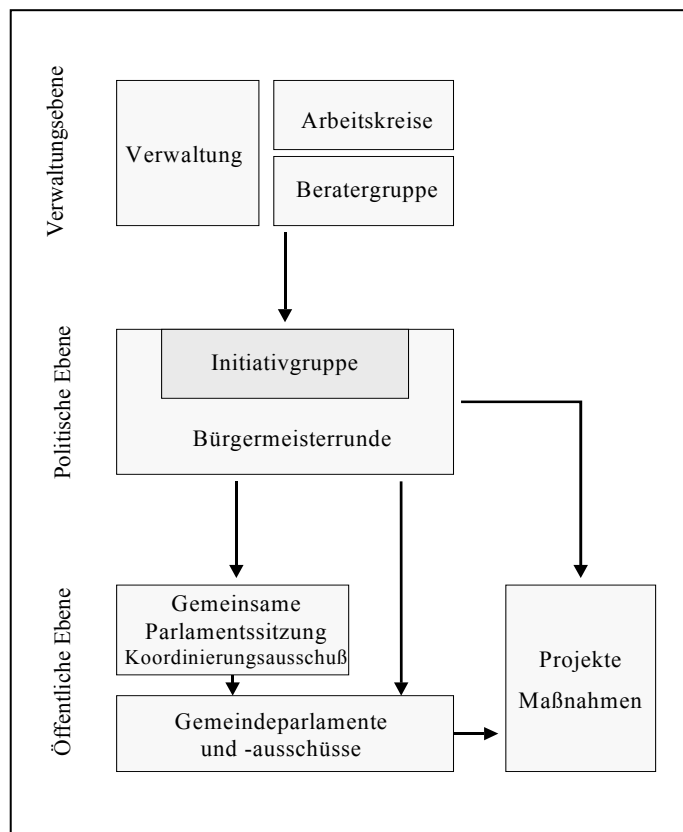 Verwaltungsebene
Verwaltung
Arbeitskreise
Beratergruppe
Politische Ebene
Initiativgruppe
Bürgermeisterrunde
Öffentliche Ebene
Gemeinsame
Parlamentssitzung
Koordinierungsausschuß
Gemeindeparlamente
und -ausschüsse
Projekte
Maßnahmen